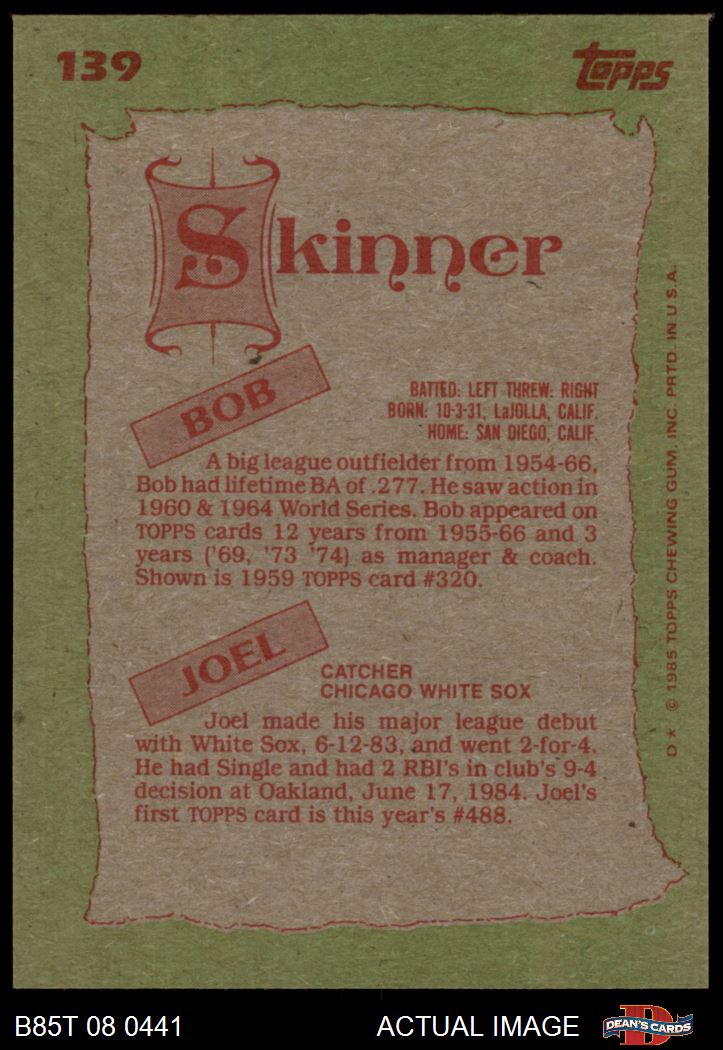 139
Topps
Skinner
BOB
BATTED: LEFT THREW: RIGHT
BORN: 10-3-31, LaJOLLA, CALIF.
HOME: SAN DIEGO, CALIF.
A big league outfielder from 1954-66,
Bob had lifetime BA of .277. He saw action in
1960 & 1964 World Series. Bob appeared on
TOPPS cards 12 years from 1955-66 and 3
years ('69, '73 '74) as manager & coach.
Shown is 1959 TOPPS card #320.
JOEL
CATCHER
CHICAGO WHITE SOX
Joel made his major league debut
with White Sox, 6-12-83, and went 2-for-4.
He had Single and had 2 RBI's in club's 9-4
decision at Oakland, June 17, 1984. Joel's
first TOPPS card is this year's #488.
D* © 1985 TOPPS CHEWING GUM, INC. PRTD. IN U.S.A.
B85T 08 0441
ACTUAL IMAGE
D
DEAN'S CARDS